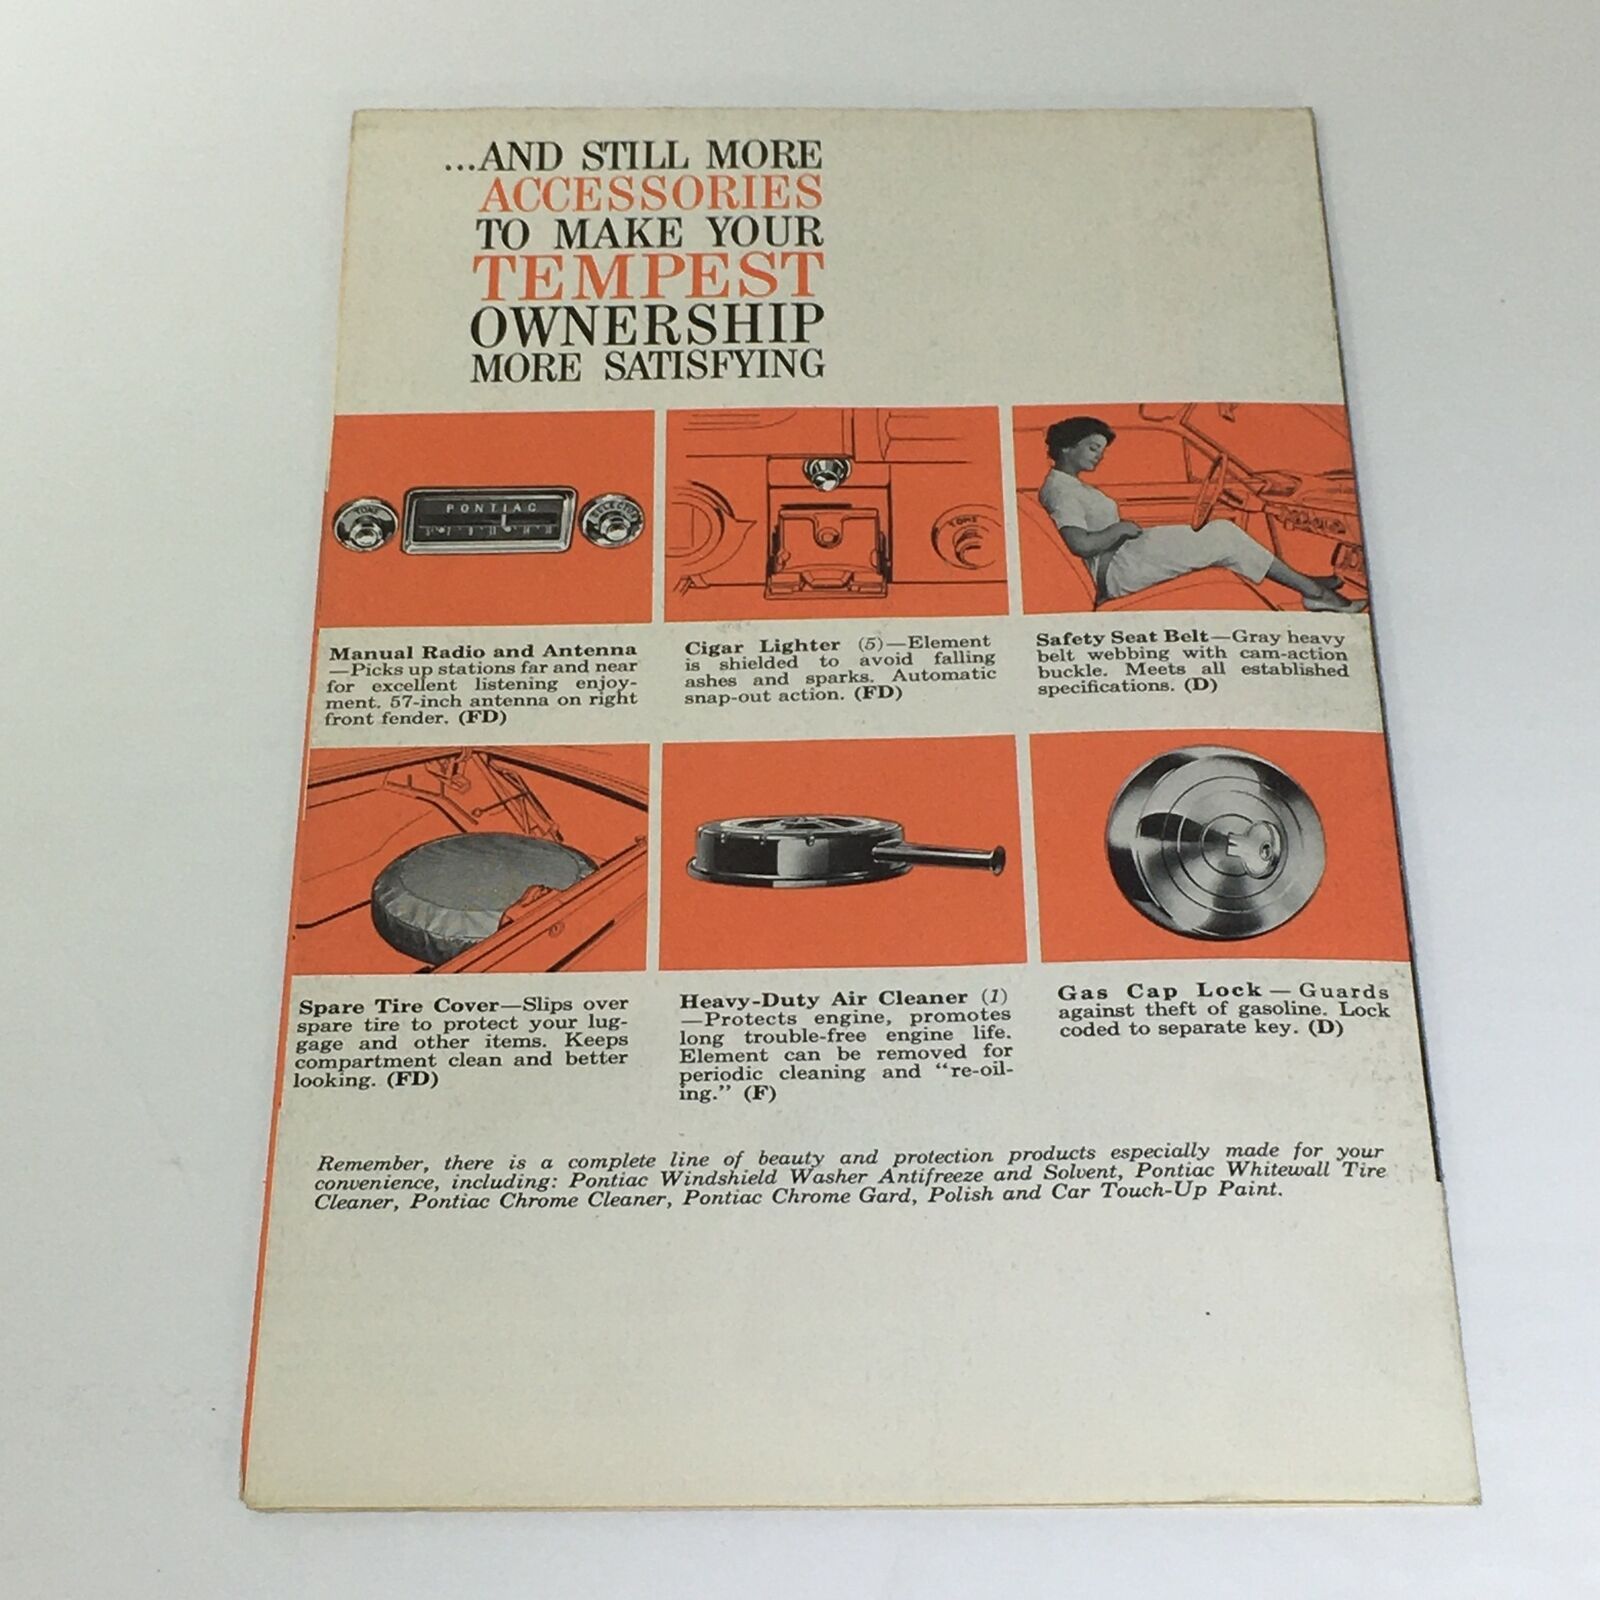 ...AND STILL MORE
ACCESSORIES
TO MAKE YOUR
TEMPEST
OWNERSHIP
MORE SATISFYING
TONE
PONTIAC
SELECTOR
TONE
Manual Radio and Antenna
—Picks up stations far and near
for excellent listening enjoy-
ment. 57-inch antenna on right
front fender. (FD)
Cigar Lighter (5)—Element
is shielded to avoid falling
ashes and sparks. Automatic
snap-out action. (FD)
Safety Seat Belt—Gray heavy
belt webbing with cam-action
buckle. Meets all established
specifications. (D)
Spare Tire Cover—Slips over
spare tire to protect your lug-
gage and other items. Keeps
compartment clean and better
looking. (FD)
Heavy-Duty Air Cleaner (1)
—Protects engine, promotes
long trouble-free engine life.
Element can be removed for
periodic cleaning and “re-oil-
ing.” (F)
Gas Cap Lock—Guards
against theft of gasoline. Lock
coded to separate key. (D)
Remember, there is a complete line of beauty and protection products especially made for your
convenience, including: Pontiac Windshield Washer Antifreeze and Solvent, Pontiac Whitewall Tire
Cleaner, Pontiac Chrome Cleaner, Pontiac Chrome Gard, Polish and Car Touch-Up Paint.